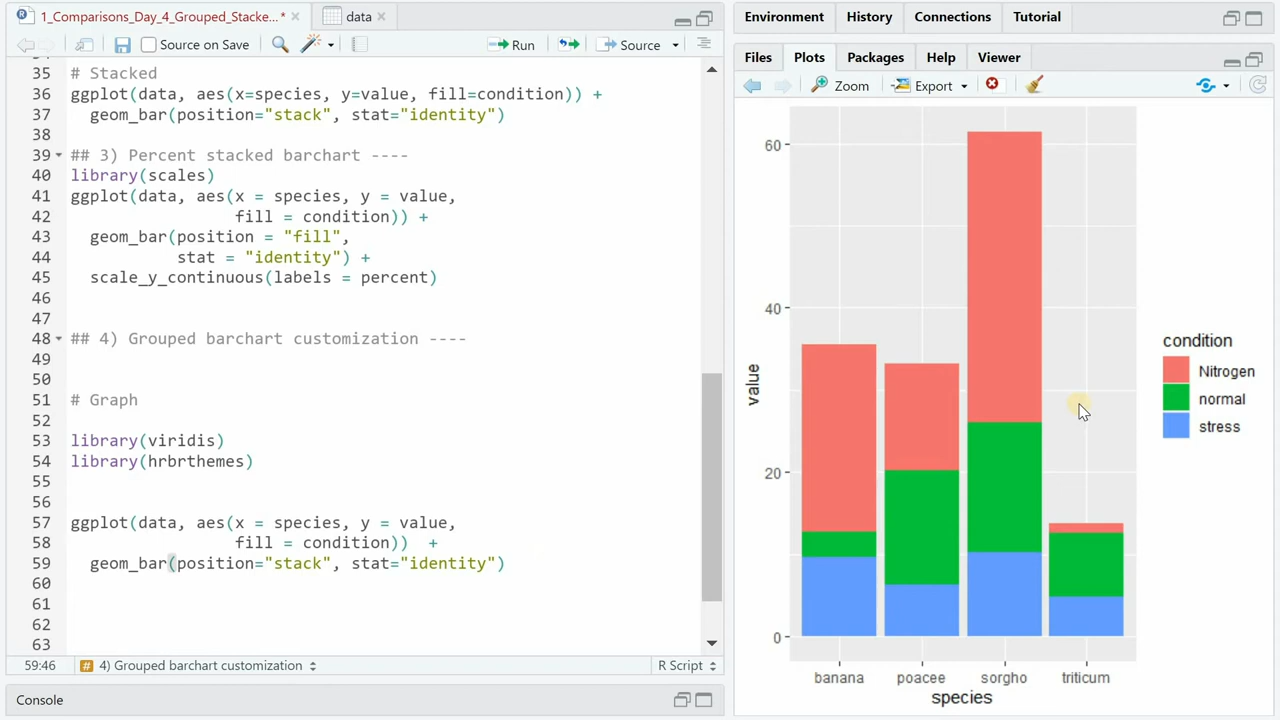 1_Comparisons_Day_4_Grouped_Stacke...*
data
Source on Save
Run
Source
35 # Stacked
36 ggplot(data, aes(x=species, y=value, fill=condition)) +
37 geom_bar(position="stack", stat="identity")
38
39 ## 3) Percent stacked barchart ----
40 library(scales)
41 ggplot(data, aes(x = species, y = value,
42 fill = condition)) +
43 geom_bar(position = "fill",
44 stat = "identity") +
45 scale_y_continuous(labels = percent)
46
47
48 ## 4) Grouped barchart customization ----
49
50
51 # Graph
52
53 library(viridis)
54 library(hrbrthemes)
55
56
57 ggplot(data, aes(x = species, y = value,
58 fill = condition)) +
59 geom_bar(position="stack", stat="identity")
60
61
62
63
59:46
# 4) Grouped barchart customization
R Script
Console
Environment
History
Connections
Tutorial
Files
Plots
Packages
Help
Viewer
Zoom
Export
60
40
20
0
value
banana
poacee
sorgho
triticum
species
condition
Nitrogen
normal
stress